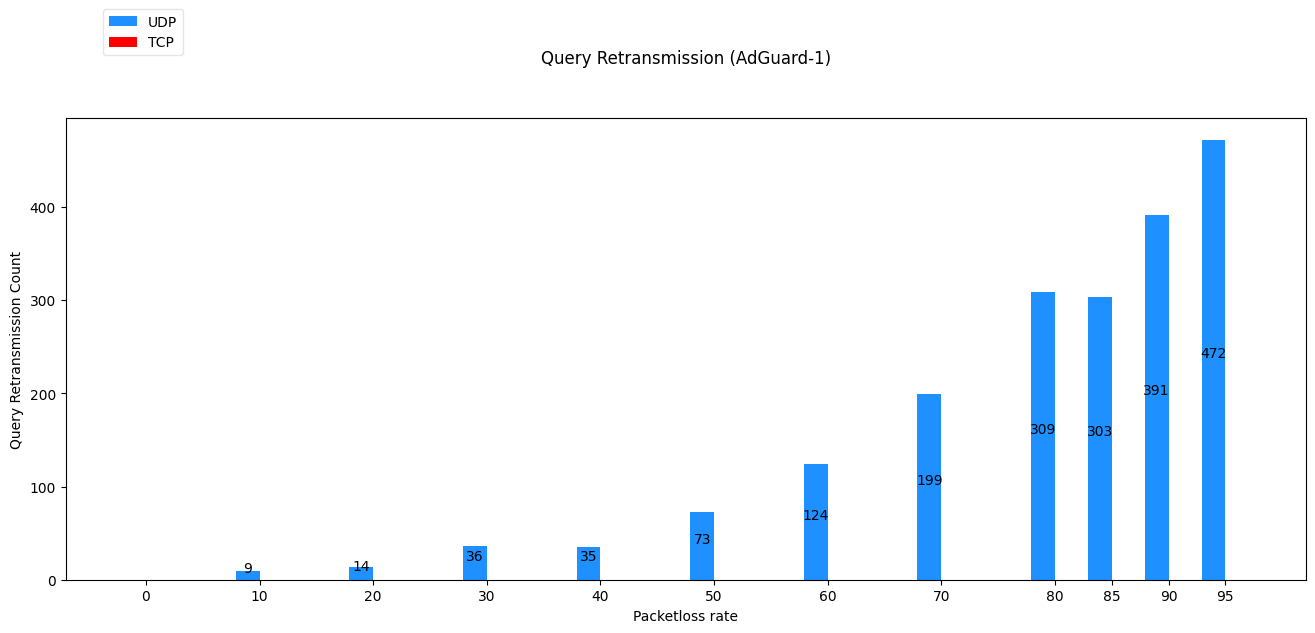 UDP
TCP
Query Retransmission (AdGuard-1)
Query Retransmission Count
400
300
200
100
0
9
14
36
35
73
124
199
309
303
391
472
0 10 20 30 40 50 60 70 80 85 90 95
Packetloss rate